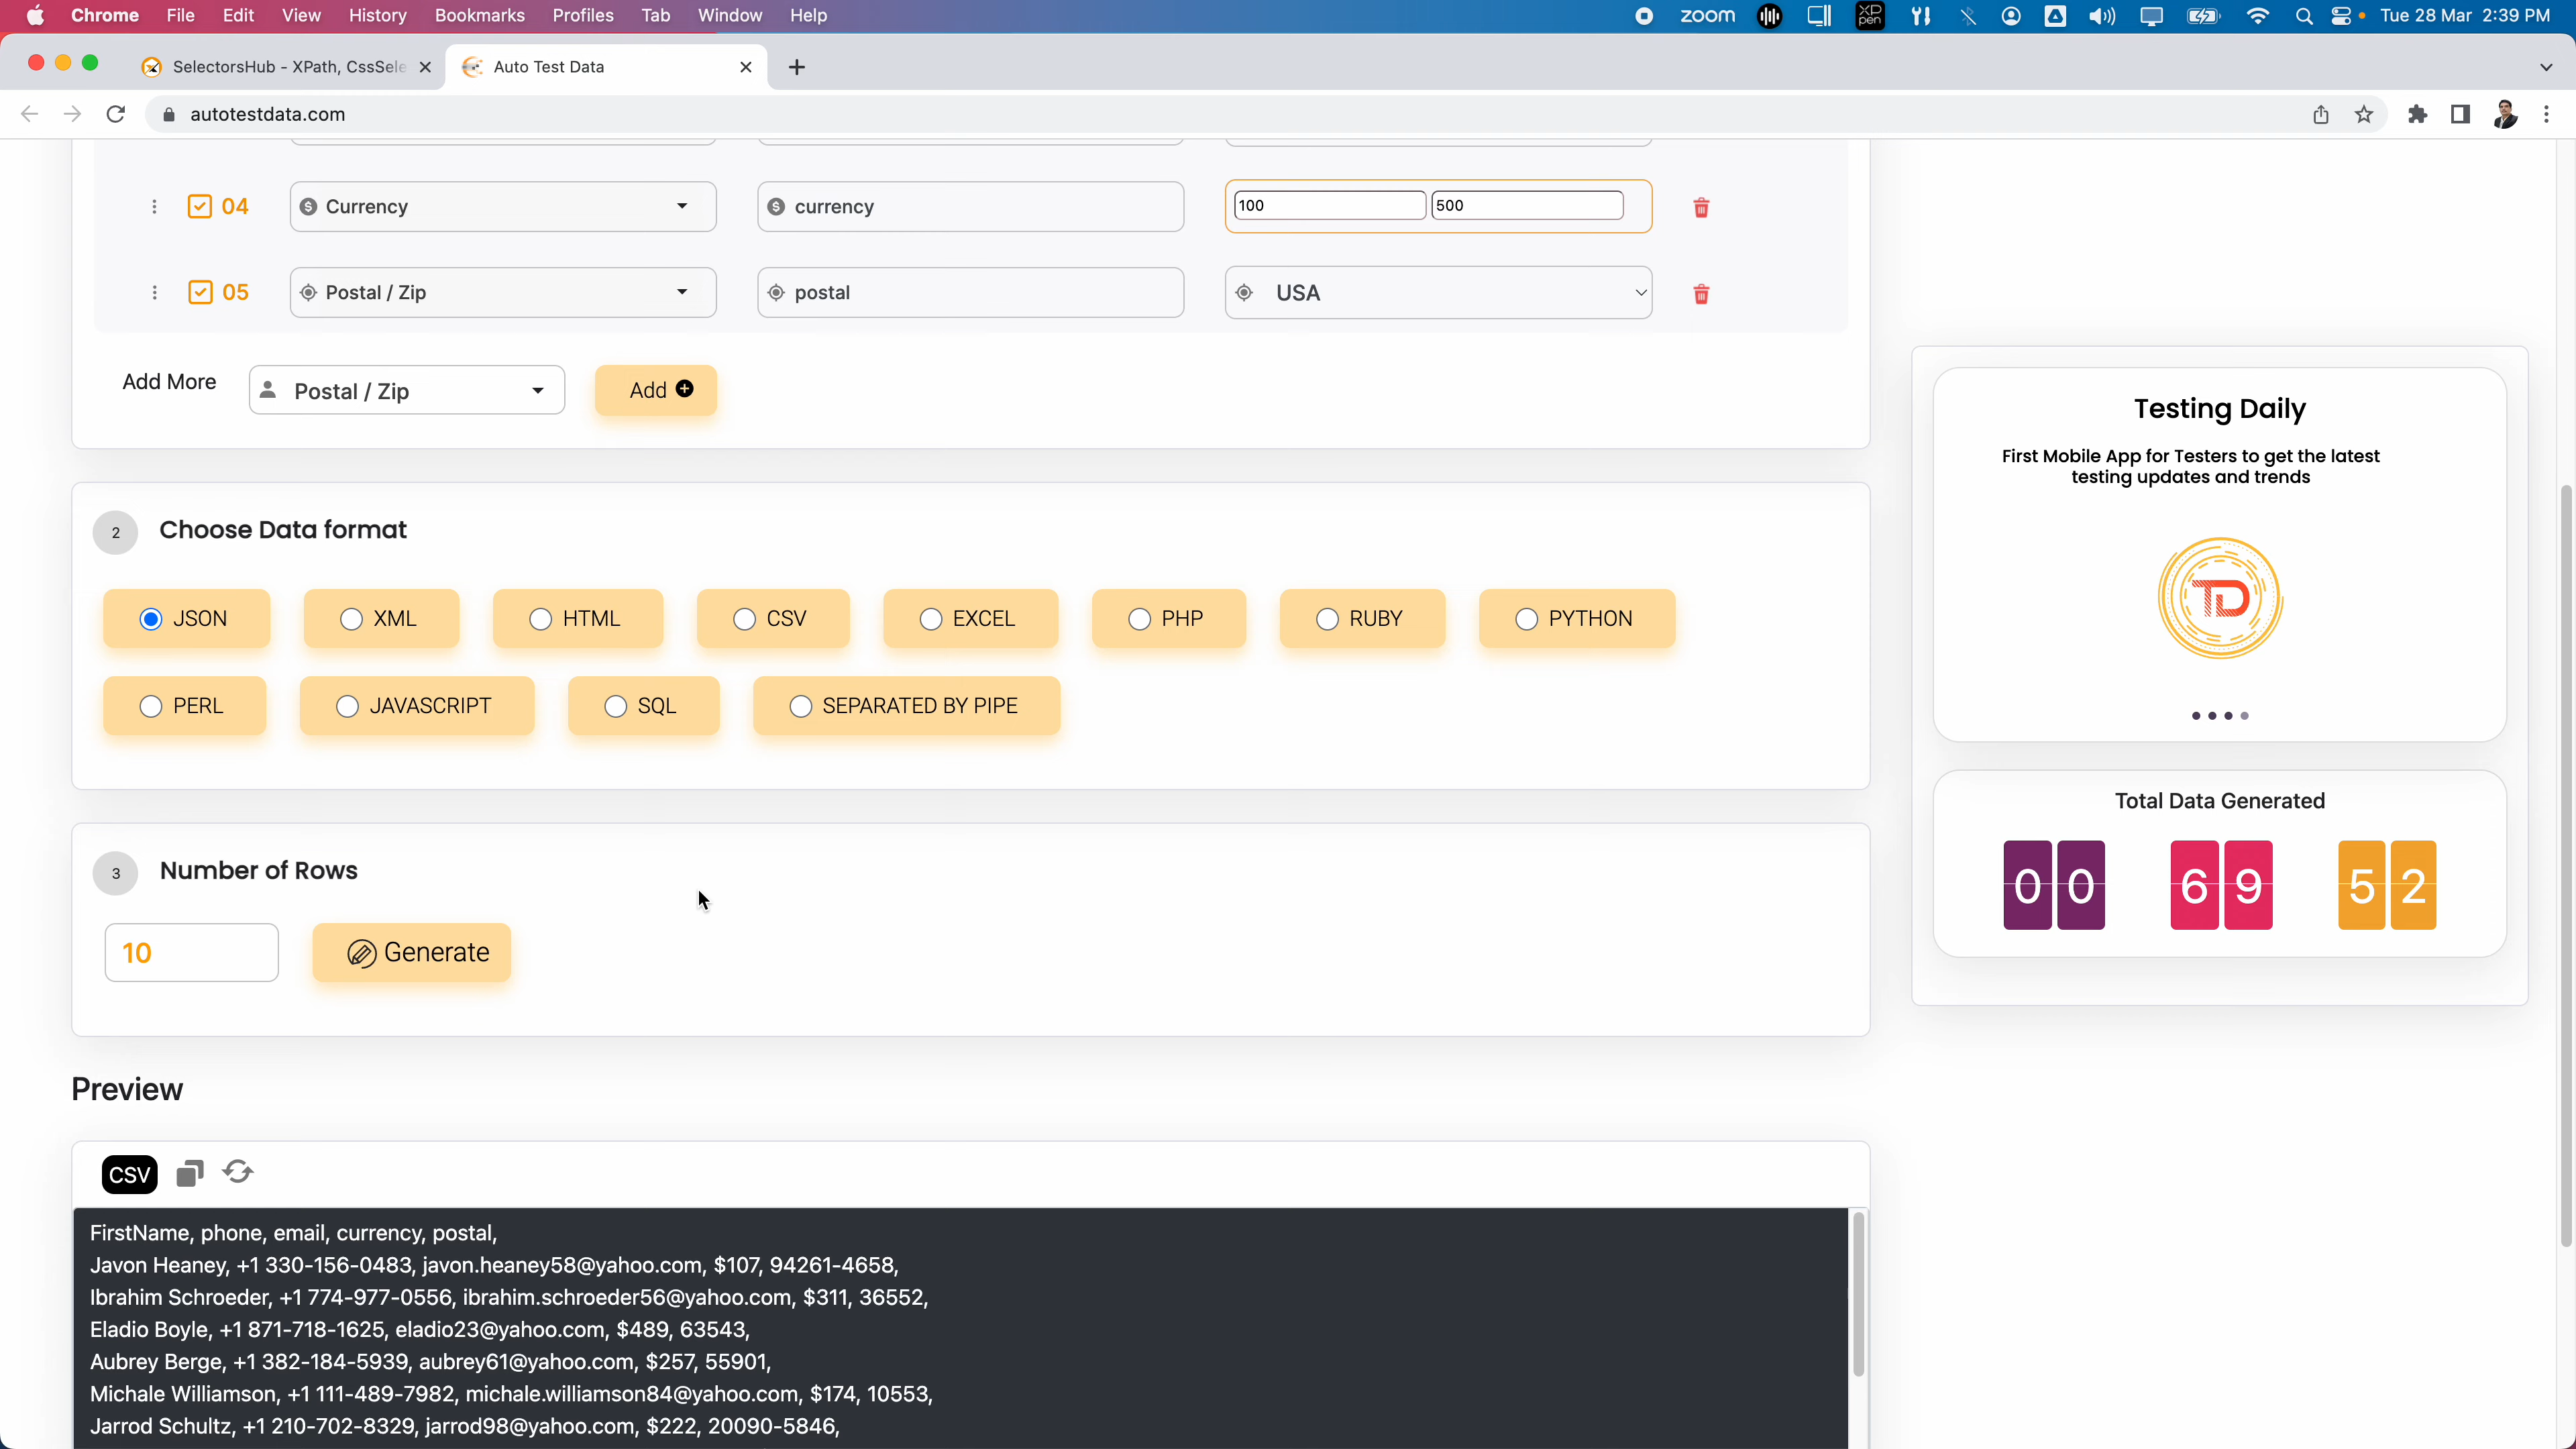 Chrome File Edit View History Bookmarks Profiles Tab Window Help zoom XP pen Tue 28 Mar 2:39 PM
SelectorsHub - XPath, CssSele Auto Test Data
autotestdata.com
04 Currency currency 100 500
05 Postal / Zip postal USA
Add More Postal / Zip Add
2 Choose Data format
JSON XML HTML CSV EXCEL PHP RUBY PYTHON
PERL JAVASCRIPT SQL SEPARATED BY PIPE
3 Number of Rows
10 Generate
Preview
CSV
FirstName, phone, email, currency, postal,
Javon Heaney, +1 330-156-0483, javon.heaney58@yahoo.com, $107, 94261-4658,
Ibrahim Schroeder, +1 774-977-0556, ibrahim.schroeder56@yahoo.com, $311, 36552,
Eladio Boyle, +1 871-718-1625, eladio23@yahoo.com, $489, 63543,
Aubrey Berge, +1 382-184-5939, aubrey61@yahoo.com, $257, 55901,
Michale Williamson, +1 111-489-7982, michale.williamson84@yahoo.com, $174, 10553,
Jarrod Schultz, +1 210-702-8329, jarrod98@yahoo.com, $222, 20090-5846,
Testing Daily
First Mobile App for Testers to get the latest
testing updates and trends
TD
Total Data Generated
00 69 52